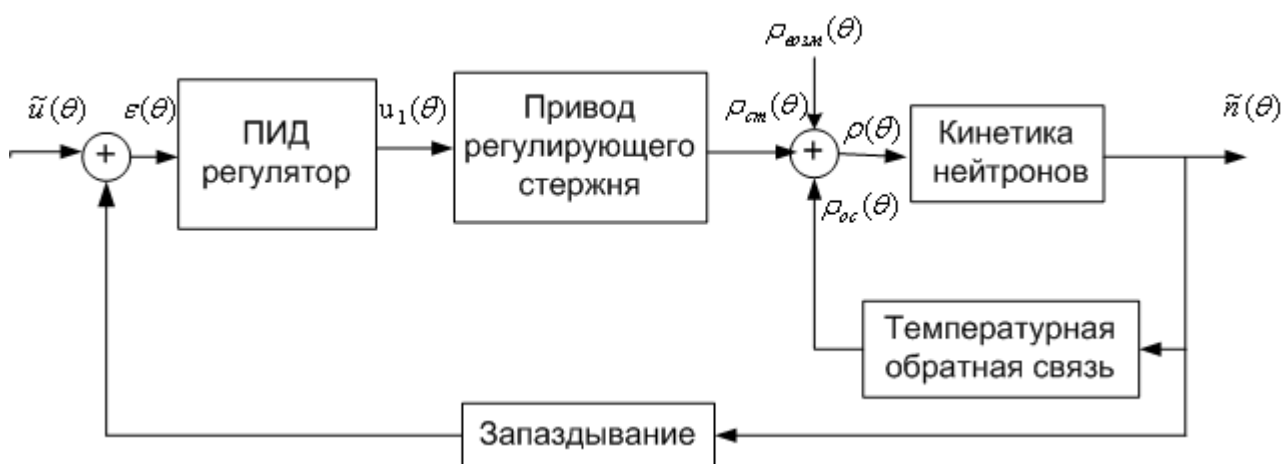 ρ_возм(θ)
ũ(θ)
ε(θ)
ПИД
регулятор
u₁(θ)
Привод
регулирующего
стержня
ρ_ст(θ)
+
+
ρ(θ)
Кинетика
нейтронов
ñ(θ)
ρ_ос(θ)
Температурная
обратная связь
Запаздывание